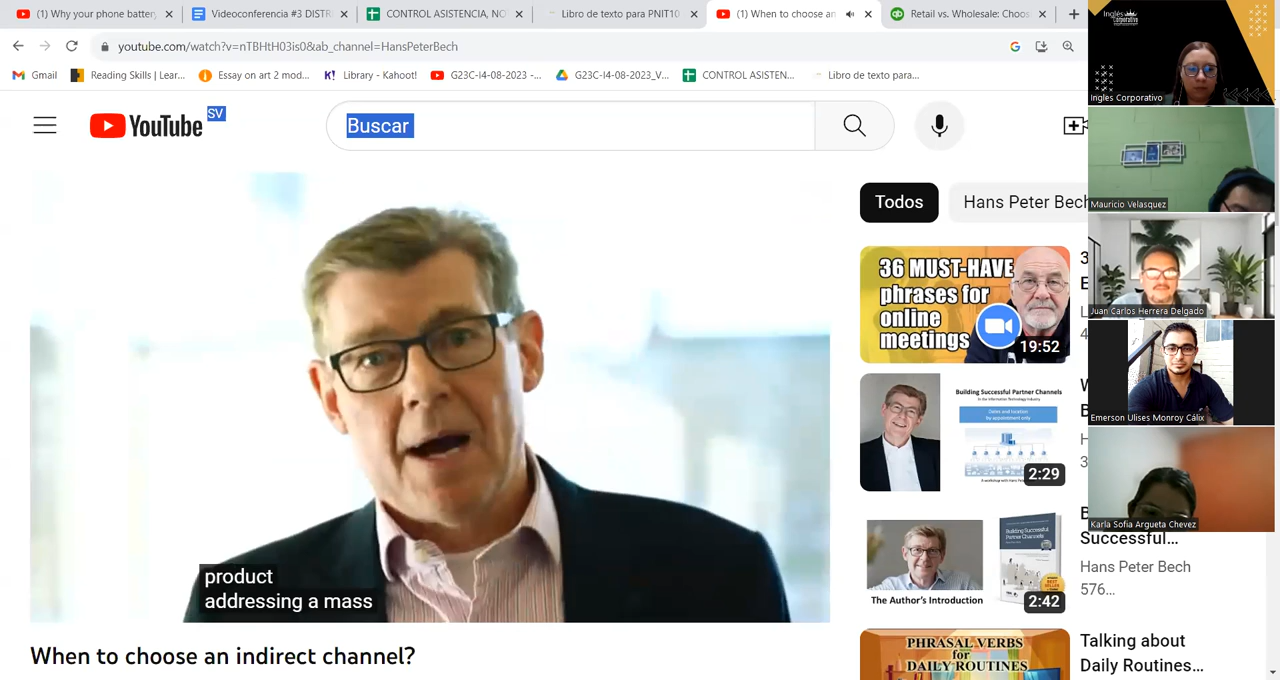 (1) Why your phone battery
Videoconferencia #3 DISTR
CONTROL ASISTENCIA, NO
Libro de texto para PNIT10
(1) When to choose an
Retail vs. Wholesale: Choos
youtube.com/watch?v=nTBHtH03is0&ab_channel=HansPeterBech
Gmail
Reading Skills | Lear...
Essay on art 2 mod...
Library - Kahoot!
G23C-I4-08-2023 -...
G23C-I4-08-2023_V...
CONTROL ASISTEN...
Libro de texto para...
YouTube
SV
Buscar
Todos
Hans Peter Bech
product
addressing a mass
When to choose an indirect channel?
36 MUST-HAVE
phrases for
online
meetings
19:52
Building Successful Partner Channels
2:29
The Author's Introduction
2:42
Successful...
Hans Peter Bech
576...
PHRASAL VERBS
for
DAILY ROUTINES
Talking about
Daily Routines...
Inglés
Corporativo
Ingles Corporativo
Mauricio Velasquez
Juan Carlos Herrera Delgado
Emerson Ulises Monroy Cálix
Karla Sofia Argueta Chevez